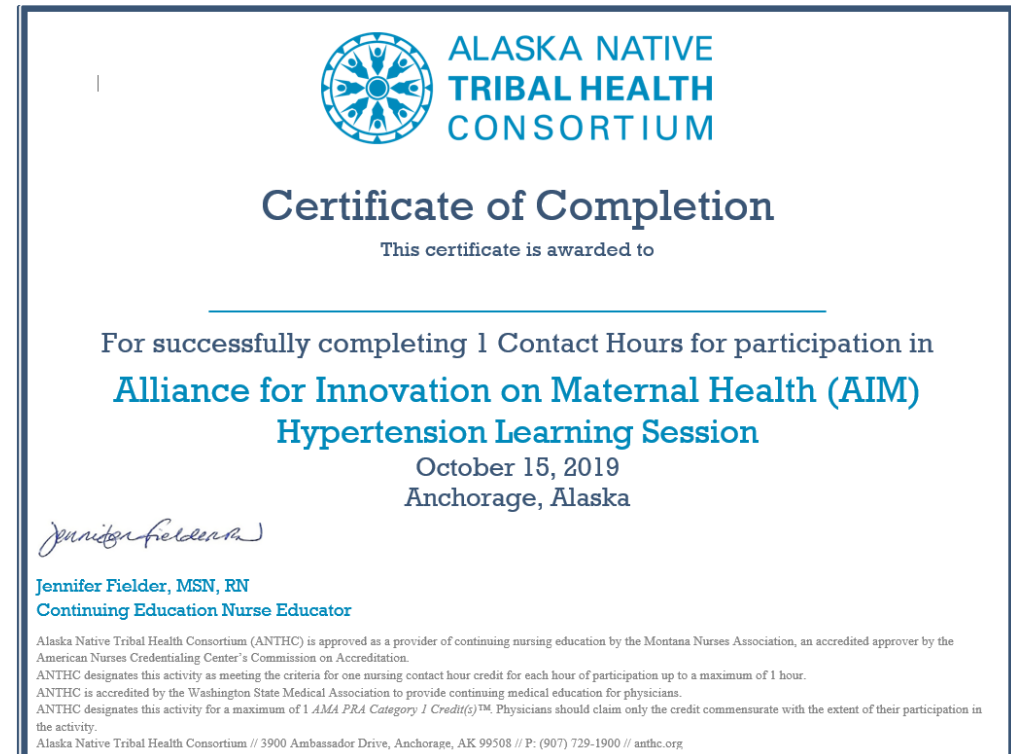 ALASKA NATIVE
TRIBAL HEALTH
CONSORTIUM
Certificate of Completion
This certificate is awarded to
For successfully completing 1 Contact Hours for participation in
Alliance for Innovation on Maternal Health (AIM)
Hypertension Learning Session
October 15, 2019
Anchorage, Alaska
Jennifer Fielder RN
Jennifer Fielder, MSN, RN
Continuing Education Nurse Educator
Alaska Native Tribal Health Consortium (ANTHC) is approved as a provider of continuing nursing education by the Montana Nurses Association, an accredited approver by the
American Nurses Credentialing Center's Commission on Accreditation.
ANTHC designates this activity as meeting the criteria for one nursing contact hour credit for each hour of participation up to a maximum of 1 hour.
ANTHC is accredited by the Washington State Medical Association to provide continuing medical education for physicians.
ANTHC designates this activity for a maximum of 1 AMA PRA Category 1 Credit(s)™. Physicians should claim only the credit commensurate with the extent of their participation in
the activity.
Alaska Native Tribal Health Consortium // 3900 Ambassador Drive, Anchorage, AK 99508 // P: (907) 729-1900 // anthc.org